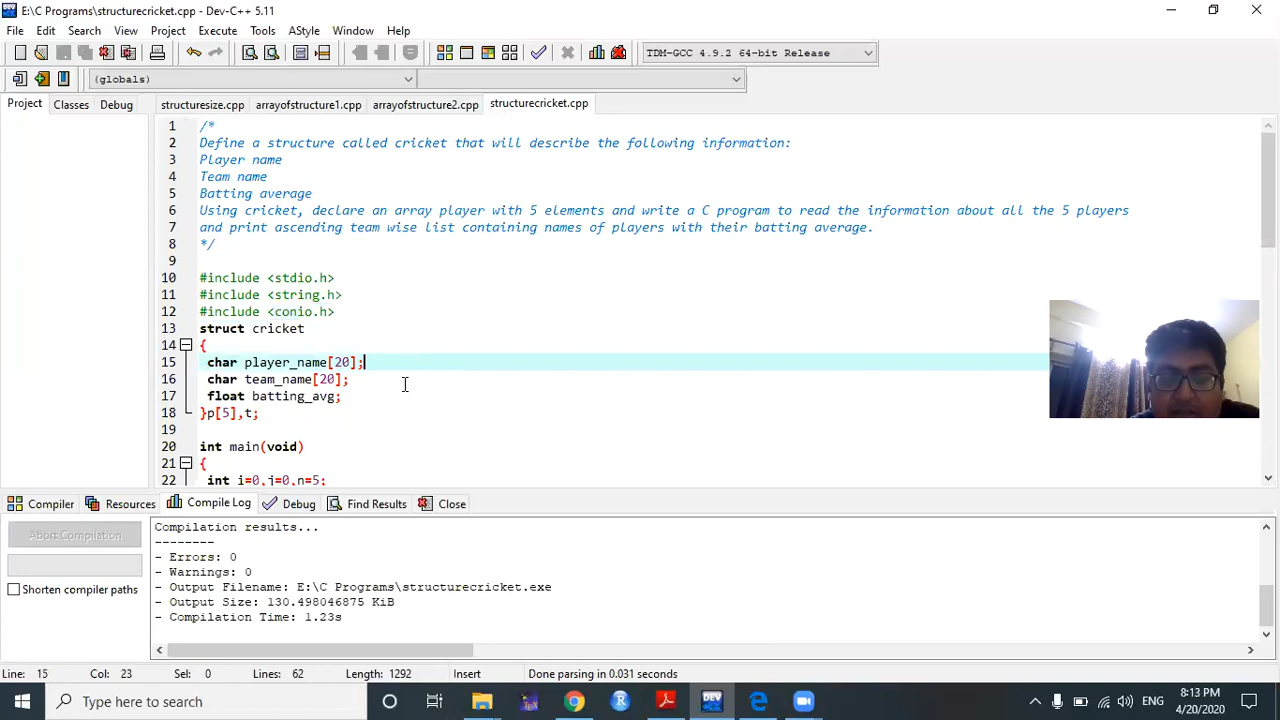 E:\C Programs\structurecricket.cpp - Dev-C++ 5.11
File Edit Search View Project Execute Tools AStyle Window Help
TDM-GCC 4.9.2 64-bit Release
(globals)
Project Classes Debug structuresize.cpp arrayofstructure1.cpp arrayofstructure2.cpp structurecricket.cpp
1 /*
2 Define a structure called cricket that will describe the following information:
3 Player name
4 Team name
5 Batting average
6 Using cricket, declare an array player with 5 elements and write a C program to read the information about all the 5 players
7 and print ascending team wise list containing names of players with their batting average.
8 */
9
10 #include <stdio.h>
11 #include <string.h>
12 #include <conio.h>
13 struct cricket
14 {
15 char player_name[20];
16 char team_name[20];
17 float batting_avg;
18 }p[5],t;
19
20 int main(void)
21 {
22 int i=0,j=0,n=5;
Compiler Resources Compile Log Debug Find Results Close
Abort Compilation
Shorten compiler paths
Compilation results...
--------
- Errors: 0
- Warnings: 0
- Output Filename: E:\C Programs\structurecricket.exe
- Output Size: 130.498046875 KiB
- Compilation Time: 1.23s
Line: 15 Col: 23 Sel: 0 Lines: 62 Length: 1292 Insert Done parsing in 0.031 seconds
Type here to search
R
DEV
ENG
8:13 PM
4/20/2020